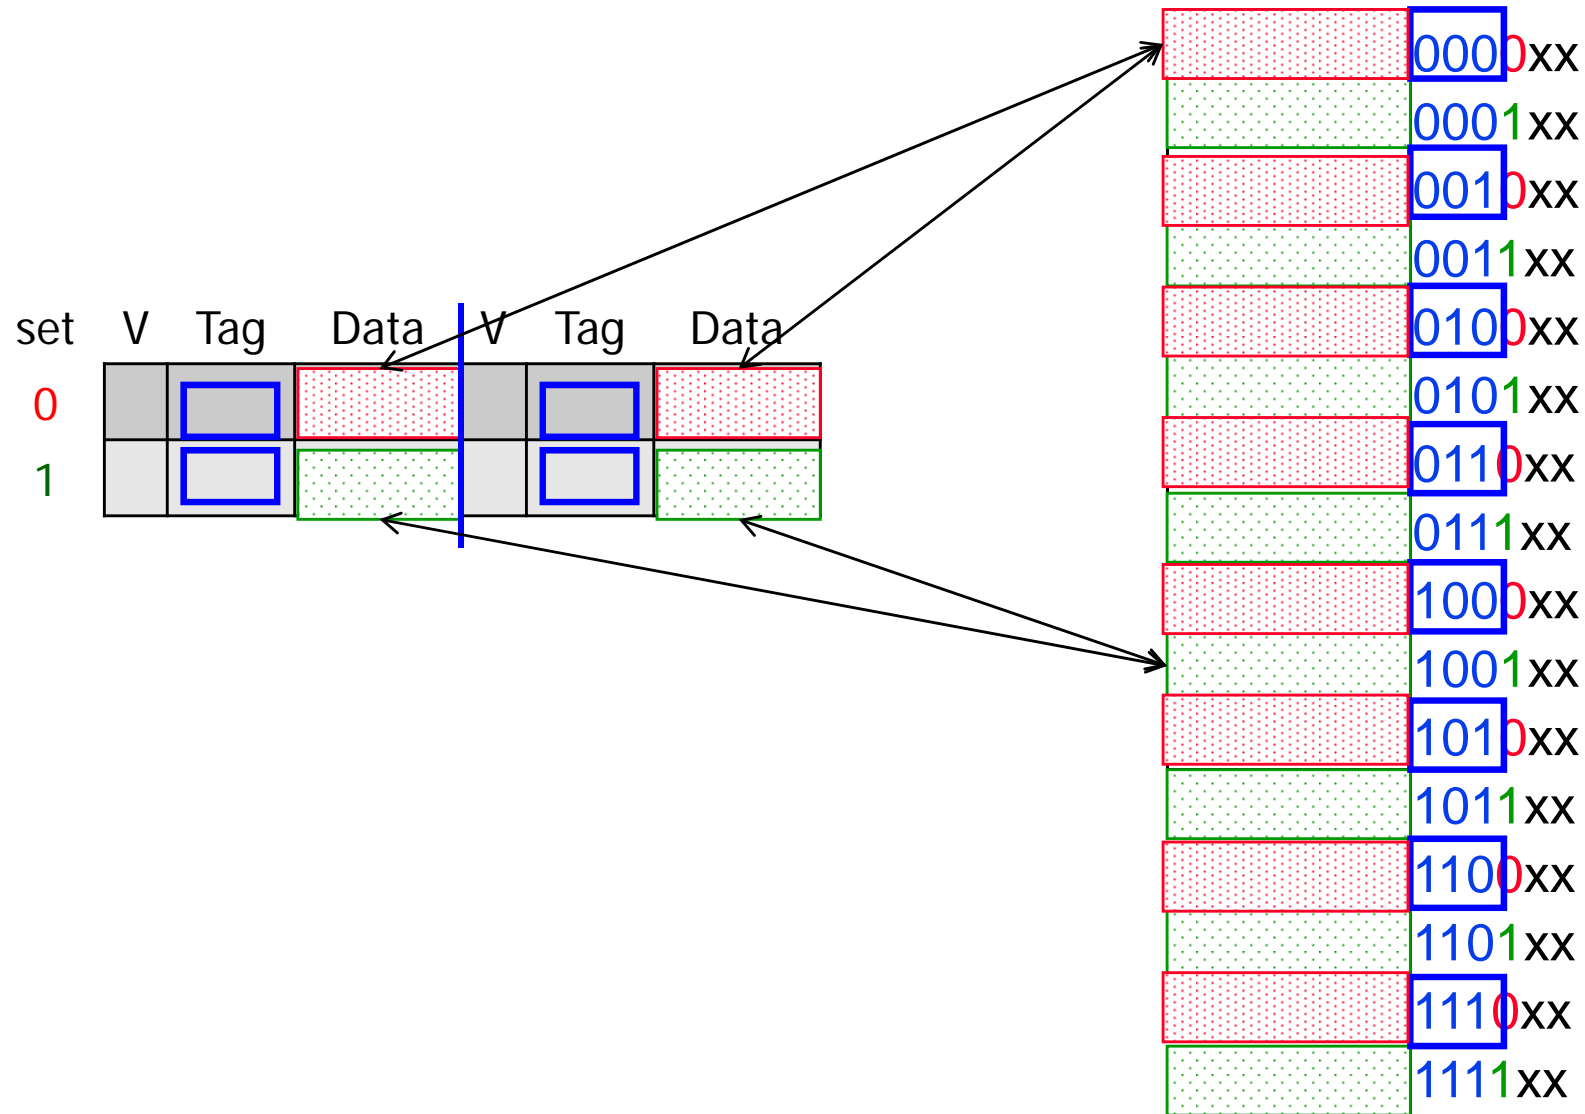 set V Tag Data V Tag Data
0
1
0000xx
0001xx
0010xx
0011xx
0100xx
0101xx
0110xx
0111xx
1000xx
1001xx
1010xx
1011xx
1100xx
1101xx
1110xx
1111xx